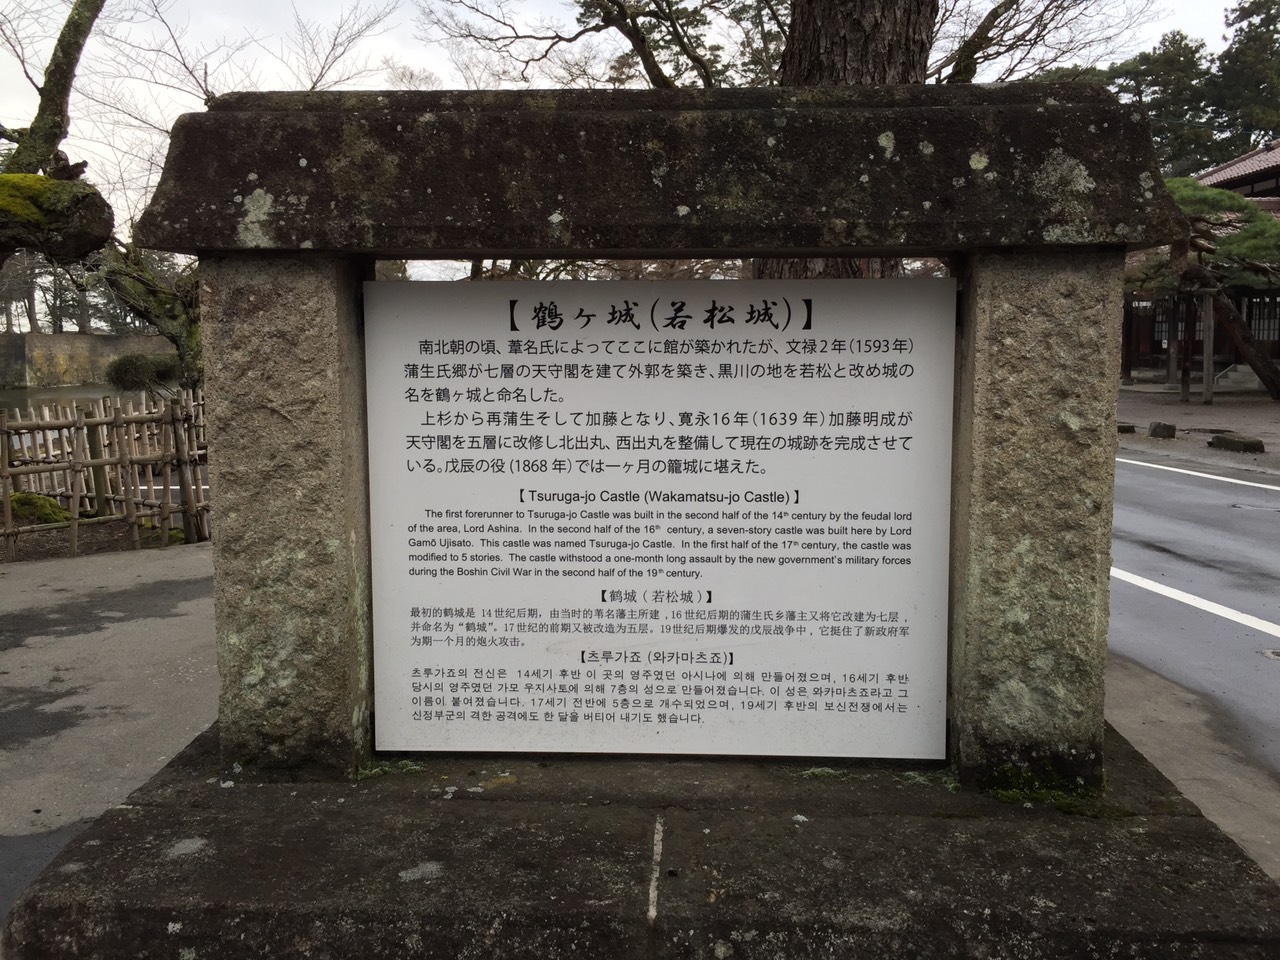 【鶴ヶ城(若松城)】
南北朝の頃、葦名氏によってここに館が築かれたが、文禄2年(1593年)
蒲生氏郷が七層の天守閣を建て外郭を築き、黒川の地を若松と改め城の
名を鶴ヶ城と命名した。
上杉から再蒲生そして加藤となり、寛永16年(1639年)加藤明成が
天守閣を五層に改修し北出丸、西出丸を整備して現在の城跡を完成させて
いる。戊辰の役(1868年)では一ヶ月の籠城に堪えた。
【Tsuruga-jo Castle (Wakamatsu-jo Castle)】
The first forerunner to Tsuruga-jo Castle was built in the second half of the 14th century by the feudal lord
of the area, Lord Ashina. In the second half of the 16th century, a seven-story castle was built here by Lord
Gamō Ujisato. This castle was named Tsuruga-jo Castle. In the first half of the 17th century, the castle was
modified to 5 stories. The castle withstood a one-month long assault by the new government's military forces
during the Boshin Civil War in the second half of the 19th century.
【鹤城(若松城)】
最初的鹤城是14世纪后期，由当时的苇名藩主所建，16世纪后期的蒲生氏乡藩主又将它改建为七层，
并命名为“鹤城”。17世纪的前期又被改造为五层。19世纪后期爆发的戊辰战争中，它挺住了新政府军
为期一个月的炮火攻击。
【츠루가죠 (와카마츠죠)】
츠루가죠의 전신은 14세기 후반 이 곳의 영주였던 아시나에 의해 만들어졌으며, 16세기 후반
당시의 영주였던 가모 우지사토에 의해 7층의 성으로 만들어졌습니다. 이 성은 와카마츠죠라고 그
이름이 붙여졌습니다. 17세기 전반에 5층으로 개수되었으며, 19세기 후반의 보신전쟁에서는
신정부군의 격한 공격에도 한 달을 버티어 내기도 했습니다.